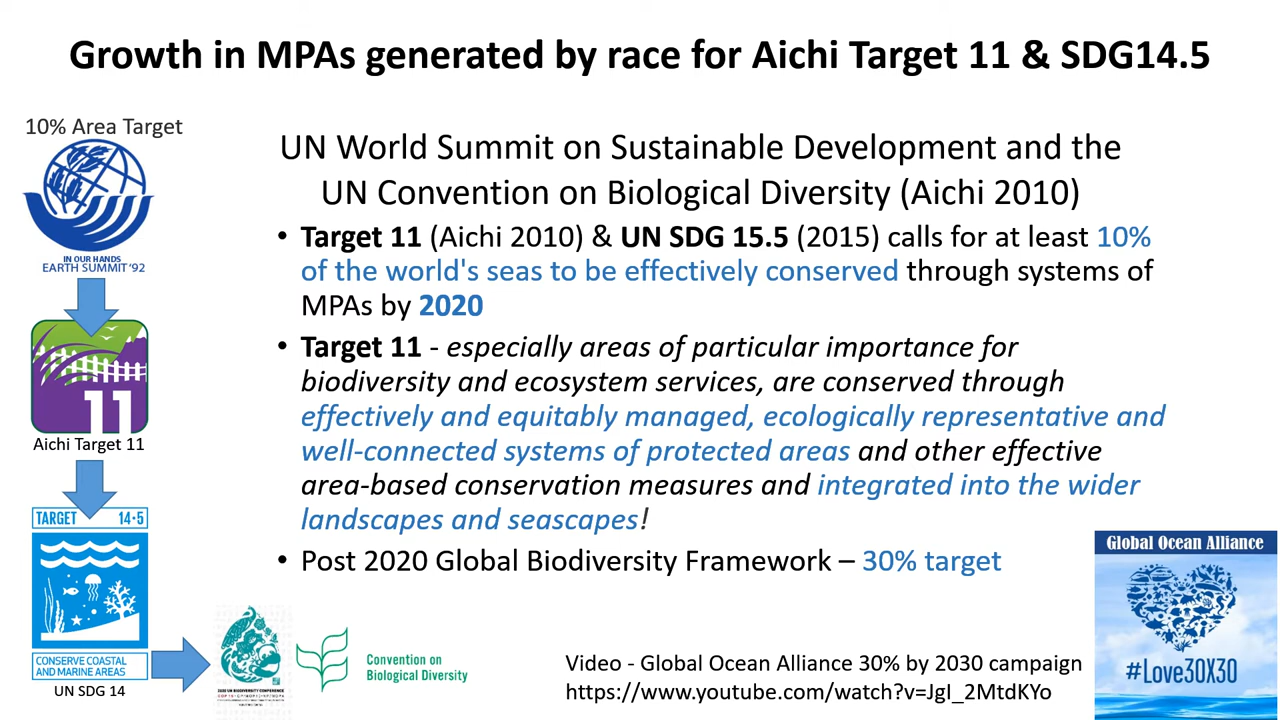 Growth in MPAs generated by race for Aichi Target 11 & SDG14.5
10% Area Target
IN OUR HANDS
EARTH SUMMIT'92
11
Aichi Target 11
TARGET 14·5
CONSERVE COASTAL
AND MARINE AREAS
UN SDG 14
UN World Summit on Sustainable Development and the
UN Convention on Biological Diversity (Aichi 2010)
• Target 11 (Aichi 2010) & UN SDG 15.5 (2015) calls for at least 10%
of the world's seas to be effectively conserved through systems of
MPAs by 2020
• Target 11 - especially areas of particular importance for
biodiversity and ecosystem services, are conserved through
effectively and equitably managed, ecologically representative and
well-connected systems of protected areas and other effective
area-based conservation measures and integrated into the wider
landscapes and seascapes!
• Post 2020 Global Biodiversity Framework – 30% target
2020 UN BIODIVERSITY CONFERENCE
Convention on
Biological Diversity
Video - Global Ocean Alliance 30% by 2030 campaign
https://www.youtube.com/watch?v=JgI_2MtdKYo
Global Ocean Alliance
#Love30X30